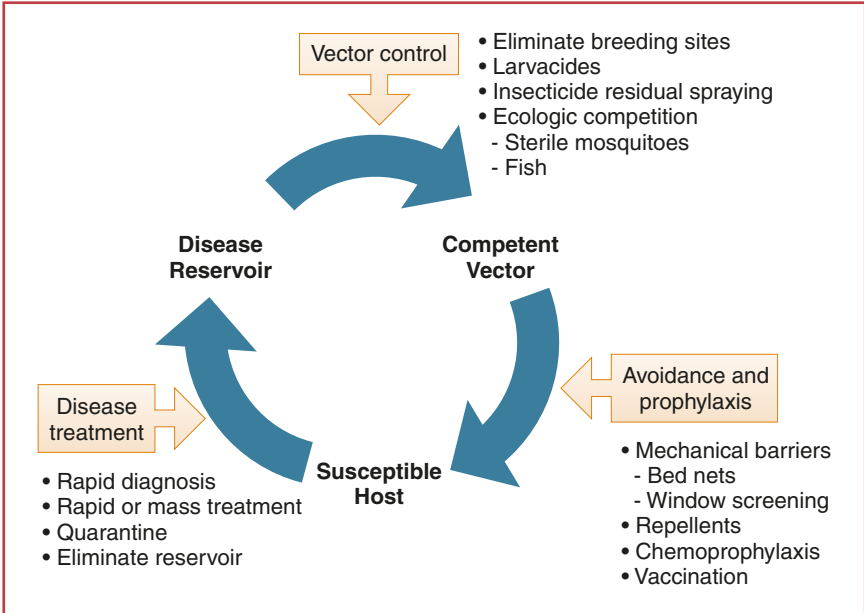 Vector control
• Eliminate breeding sites
• Larvacides
• Insecticide residual spraying
• Ecologic competition
- Sterile mosquitoes
- Fish
Disease
Reservoir
Competent
Vector
Avoidance and
prophylaxis
• Mechanical barriers
- Bed nets
- Window screening
• Repellents
• Chemoprophylaxis
• Vaccination
Susceptible
Host
Disease
treatment
• Rapid diagnosis
• Rapid or mass treatment
• Quarantine
• Eliminate reservoir